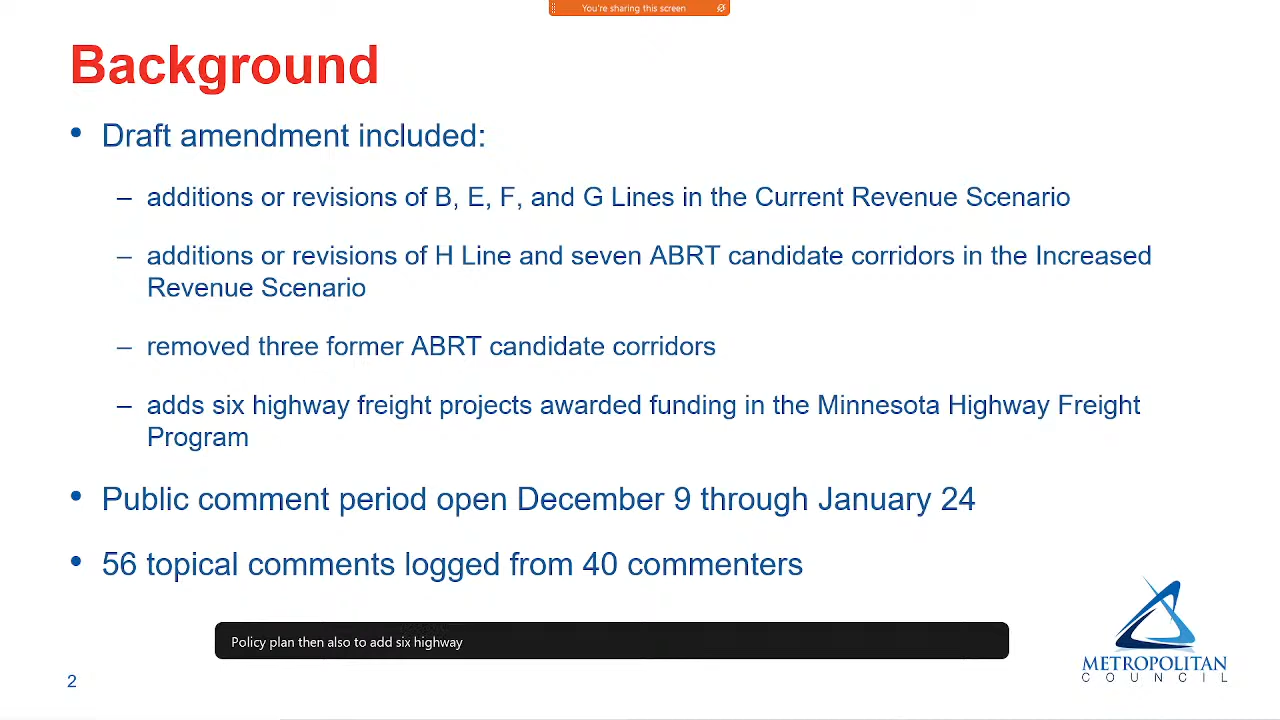 You're sharing this screen
Background
• Draft amendment included:
– additions or revisions of B, E, F, and G Lines in the Current Revenue Scenario
– additions or revisions of H Line and seven ABRT candidate corridors in the Increased
Revenue Scenario
– removed three former ABRT candidate corridors
– adds six highway freight projects awarded funding in the Minnesota Highway Freight
Program
• Public comment period open December 9 through January 24
• 56 topical comments logged from 40 commenters
Policy plan then also to add six highway
2
METROPOLITAN
COUNCIL